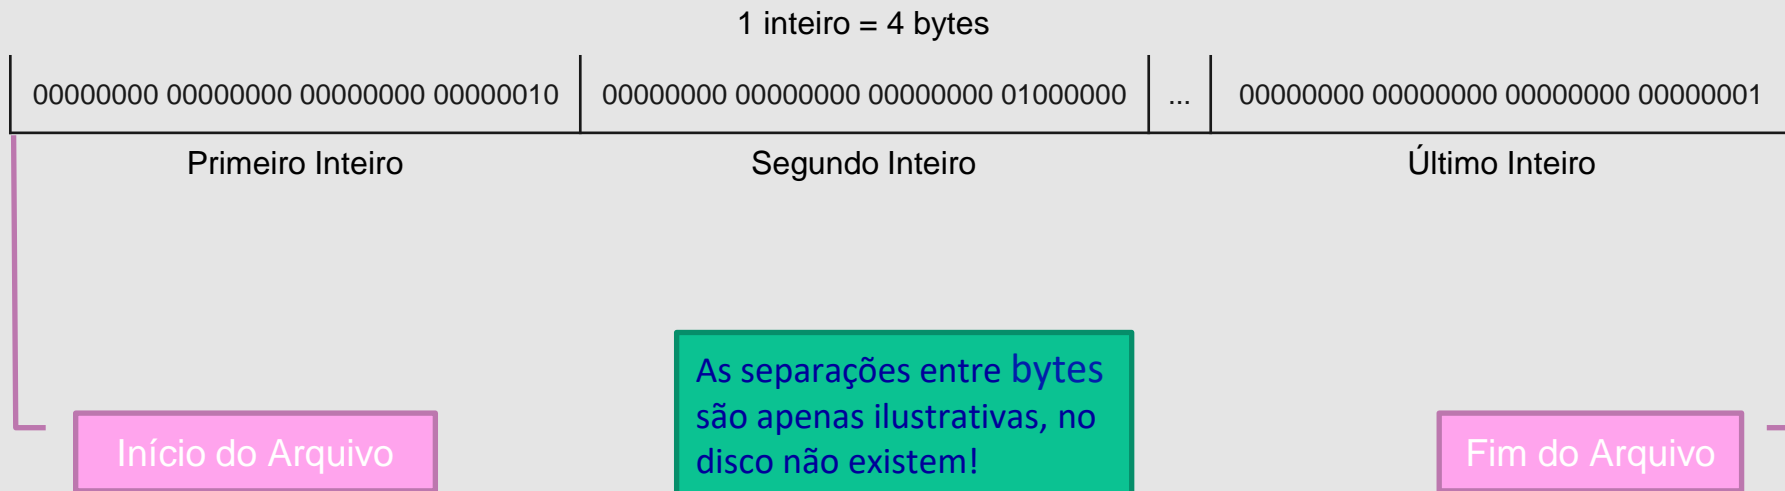 1 inteiro = 4 bytes
00000000 00000000 00000000 00000010 00000000 00000000 00000000 01000000 ... 00000000 00000000 00000000 00000001
Primeiro Inteiro Segundo Inteiro Último Inteiro
As separações entre bytes
são apenas ilustrativas, no
disco não existem!
Início do Arquivo
Fim do Arquivo